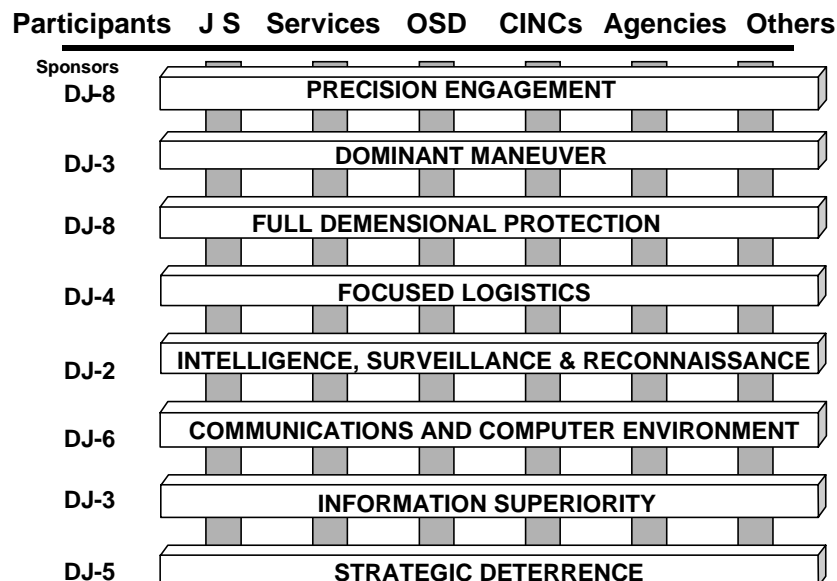 Participants J S Services OSD CINCs Agencies Others
Sponsors
DJ-8 PRECISION ENGAGEMENT
DJ-3 DOMINANT MANEUVER
DJ-8 FULL DEMENSIONAL PROTECTION
DJ-4 FOCUSED LOGISTICS
DJ-2 INTELLIGENCE, SURVEILLANCE & RECONNAISSANCE
DJ-6 COMMUNICATIONS AND COMPUTER ENVIRONMENT
DJ-3 INFORMATION SUPERIORITY
DJ-5 STRATEGIC DETERRENCE